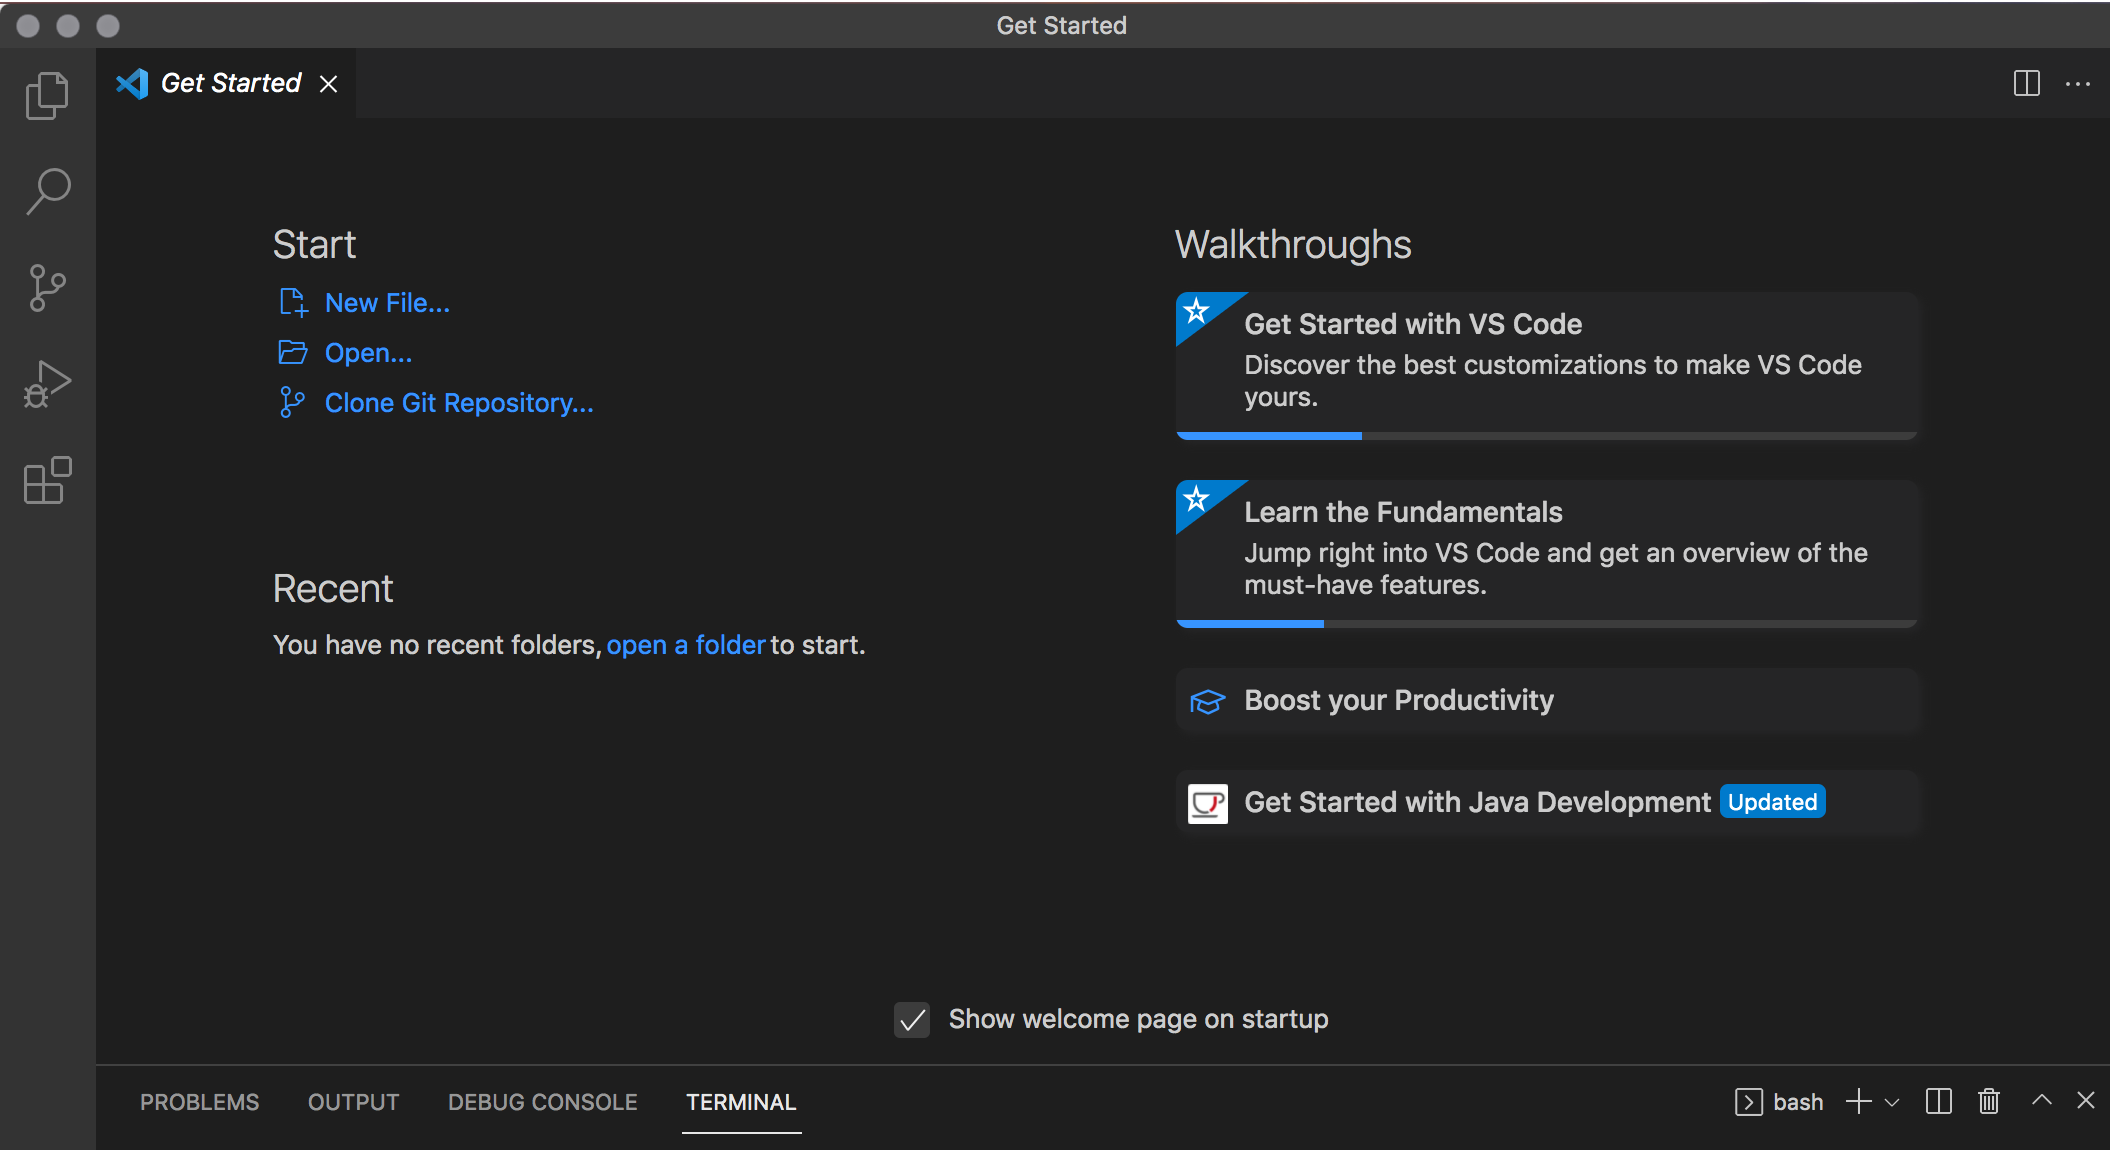 Get Started
Get Started
Start
New File...
Open...
Clone Git Repository...
Recent
You have no recent folders, open a folder to start.
Walkthroughs
Get Started with VS Code
Discover the best customizations to make VS Code
yours.
Learn the Fundamentals
Jump right into VS Code and get an overview of the
must-have features.
Boost your Productivity
Get Started with Java Development Updated
Show welcome page on startup
PROBLEMS OUTPUT DEBUG CONSOLE TERMINAL bash